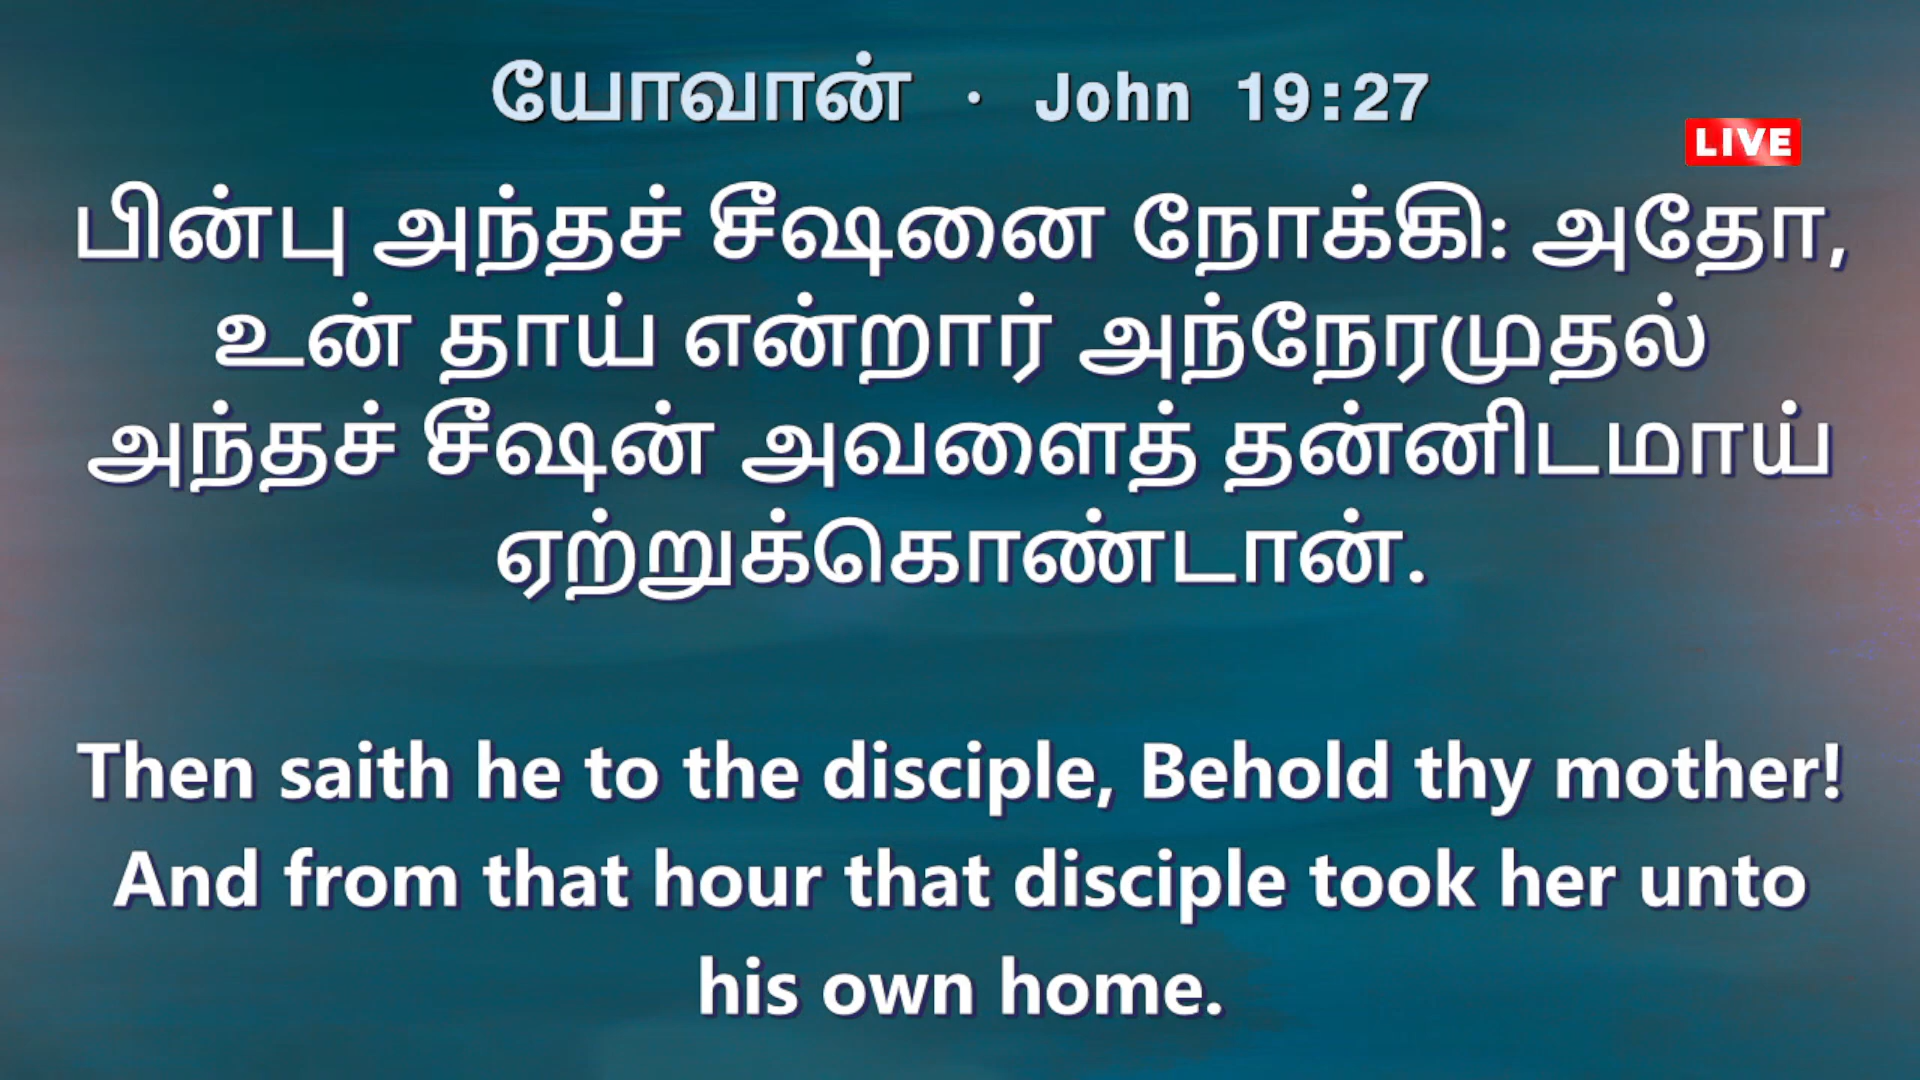 யோவான் · John 19:27
LIVE
பின்பு அந்தச் சீஷனை நோக்கி: அதோ,
உன் தாய் என்றார் அந்நேரமுதல்
அந்தச் சீஷன் அவளைத் தன்னிடமாய்
ஏற்றுக்கொண்டான்.
Then saith he to the disciple, Behold thy mother!
And from that hour that disciple took her unto
his own home.